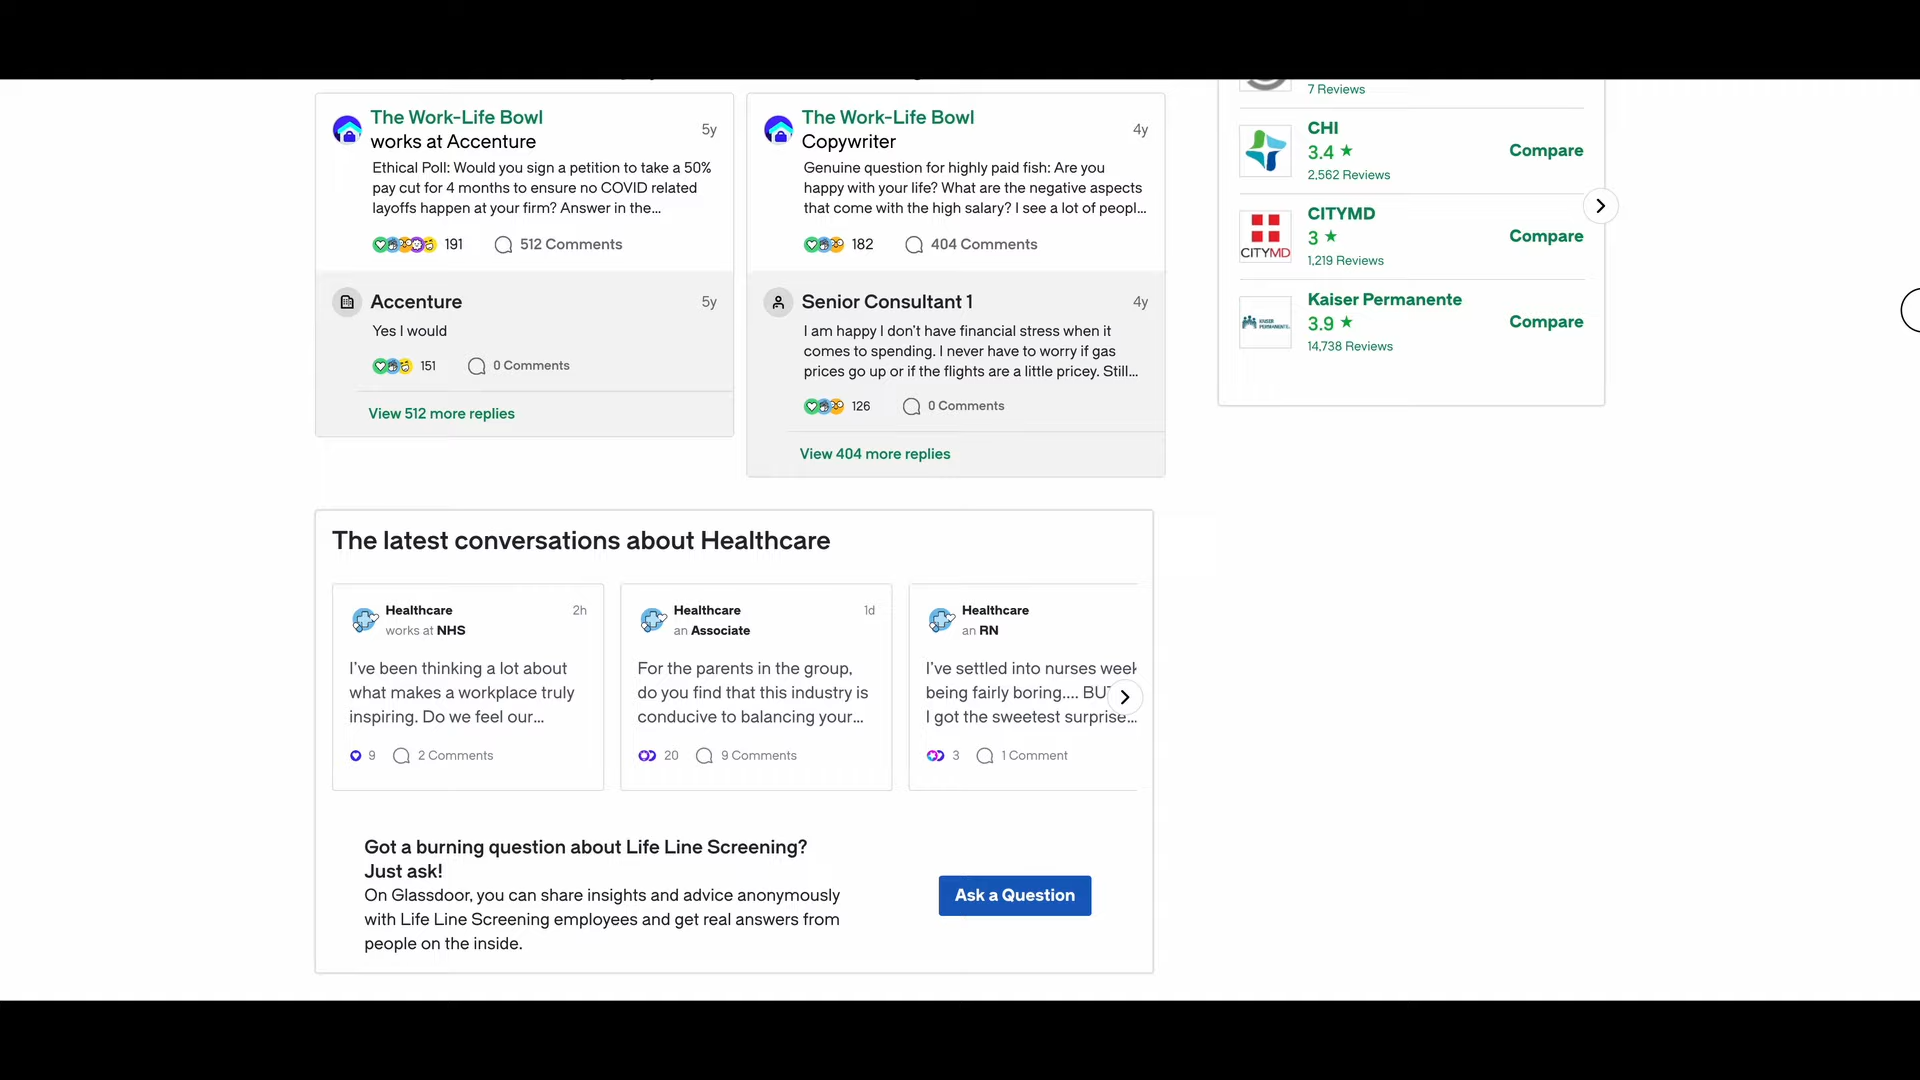 The Work-Life Bowl
5y
works at Accenture
Ethical Poll: Would you sign a petition to take a 50%
pay cut for 4 months to ensure no COVID related
layoffs happen at your firm? Answer in the...
191
512 Comments
Accenture
5y
Yes I would
151
0 Comments
View 512 more replies
The Work-Life Bowl
4y
Copywriter
Genuine question for highly paid fish: Are you
happy with your life? What are the negative aspects
that come with the high salary? I see a lot of peopl...
182
404 Comments
Senior Consultant 1
4y
I am happy I don't have financial stress when it
comes to spending. I never have to worry if gas
prices go up or if the flights are a little pricey. Still...
126
0 Comments
View 404 more replies
7 Reviews
CHI
3.4 ★
2,562 Reviews
Compare
CITYMD
CITYMD
3 ★
1,219 Reviews
Compare
KAISER
PERMANENTE
Kaiser Permanente
3.9 ★
14,738 Reviews
Compare
The latest conversations about Healthcare
Healthcare
2h
works at NHS
I've been thinking a lot about
what makes a workplace truly
inspiring. Do we feel our...
9
2 Comments
Healthcare
1d
an Associate
For the parents in the group,
do you find that this industry is
conducive to balancing your...
20
9 Comments
Healthcare
an RN
I've settled into nurses week
being fairly boring.... BUT
I got the sweetest surprise...
3
1 Comment
Got a burning question about Life Line Screening?
Just ask!
On Glassdoor, you can share insights and advice anonymously
with Life Line Screening employees and get real answers from
people on the inside.
Ask a Question